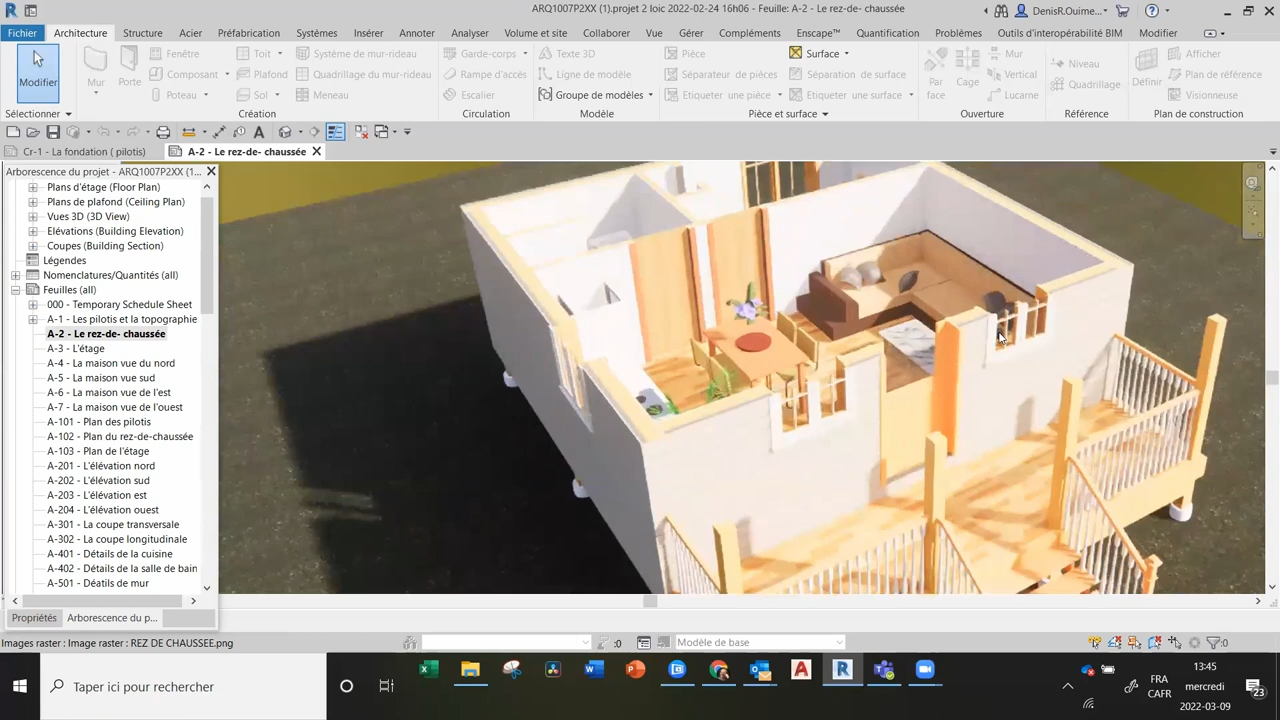 ARQ1007P2XX (1).projet 2 loic 2022-02-24 16h06 - Feuille: A-2 - Le rez-de- chaussée
DenisR.Ouime...
Fichier Architecture Structure Acier Préfabrication Systèmes Insérer Annoter Analyser Volume et site Collaborer Vue Gérer Compléments Enscape™ Quantification Problèmes Outils d'interopérabilité BIM Modifier
Modifier
Mur
Porte
Fenêtre
Composant
Poteau
Toit
Plafond
Sol
Système de mur-rideau
Quadrillage du mur-rideau
Meneau
Garde-corps
Rampe d'accès
Escalier
Texte 3D
Ligne de modèle
Groupe de modèles
Pièce
Séparateur de pièces
Etiqueter une pièce
Surface
Séparation de surface
Etiqueter une surface
Par face
Cage
Mur
Vertical
Lucarne
Niveau
Quadrillage
Définir
Afficher
Plan de référence
Visionneuse
Sélectionner Création Circulation Modèle Pièce et surface Ouverture Référence Plan de construction
Cr-1 - La fondation ( pilotis) A-2 - Le rez-de- chaussée
Arborescence du projet - ARQ1007P2XX (1...
Plans d'étage (Floor Plan)
Plans de plafond (Ceiling Plan)
Vues 3D (3D View)
Elévations (Building Elevation)
Coupes (Building Section)
Légendes
Nomenclatures/Quantités (all)
Feuilles (all)
000 - Temporary Schedule Sheet
A-1 - Les pilotis et la topographie
A-2 - Le rez-de- chaussée
A-3 - L'étage
A-4 - La maison vue du nord
A-5 - La maison vue sud
A-6 - La maison vue de l'est
A-7 - La maison vue de l'ouest
A-101 - Plan des pilotis
A-102 - Plan du rez-de-chaussée
A-103 - Plan de l'étage
A-201 - L'élévation nord
A-202 - L'élévation sud
A-203 - L'élévation est
A-204 - L'élévation ouest
A-301 - La coupe transversale
A-302 - La coupe longitudinale
A-401 - Détails de la cuisine
A-402 - Détails de la salle de bain
A-501 - Déatils de mur
Propriétés Arborescence du p...
Images raster : Image raster : REZ DE CHAUSSEE.png
:0
Modèle de base
:0
Taper ici pour rechercher
FRA
CAFR
13:45
mercredi
2022-03-09
23